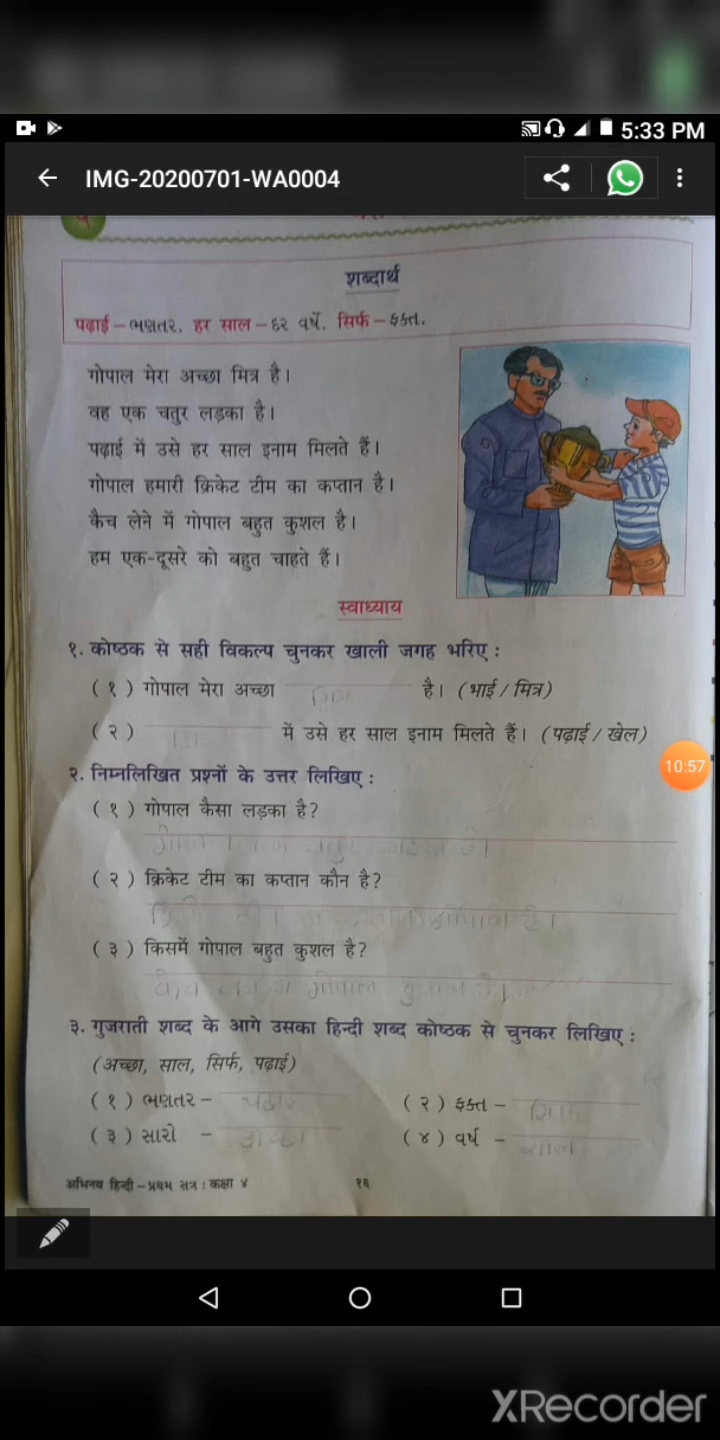 5:33 PM
IMG-20200701-WA0004
५
शब्दार्थ
पढ़ाई – ભણતર. हर साल – દર વર્ષે. सिर्फ – ફક્ત.
गोपाल मेरा अच्छा मित्र है।
वह एक चतुर लड़का है।
पढ़ाई में उसे हर साल इनाम मिलते हैं।
गोपाल हमारी क्रिकेट टीम का कप्तान है।
कैच लेने में गोपाल बहुत कुशल है।
हम एक-दूसरे को बहुत चाहते हैं।
स्वाध्याय
१. कोष्ठक से सही विकल्प चुनकर खाली जगह भरिए :
( १ ) गोपाल मेरा अच्छा है। (भाई / मित्र)
( २ ) में उसे हर साल इनाम मिलते हैं। (पढ़ाई / खेल)
10:57
२. निम्नलिखित प्रश्नों के उत्तर लिखिए :
( १ ) गोपाल कैसा लड़का है?
चतुर है।
( २ ) क्रिकेट टीम का कप्तान कौन है?
है।
( ३ ) किसमें गोपाल बहुत कुशल है?
गोपाल
३. गुजराती शब्द के आगे उसका हिन्दी शब्द कोष्ठक से चुनकर लिखिए :
(अच्छा, साल, सिर्फ, पढ़ाई)
( १ ) ભણતર – ( २ ) ફક્ત –
( ३ ) સારો – अच्छा ( ४ ) વર્ષ – साल
अभिनव हिन्दी – प्रथम सत्र : कक्षा ४ १६
XRecorder